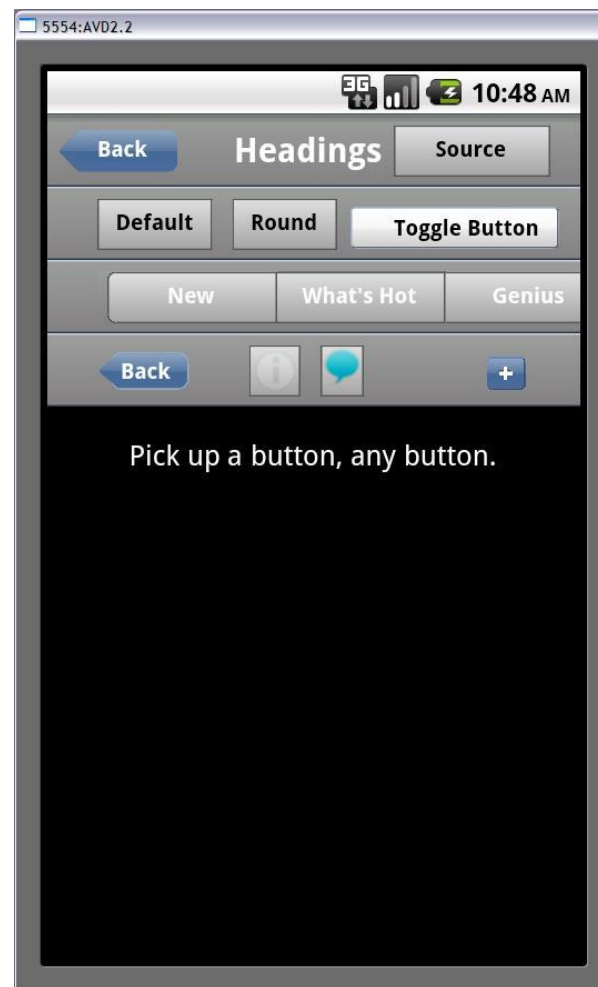 5554:AVD2.2
3G 10:48 AM
Back Headings Source
Default Round Toggle Button
New What's Hot Genius
Back i +
Pick up a button, any button.